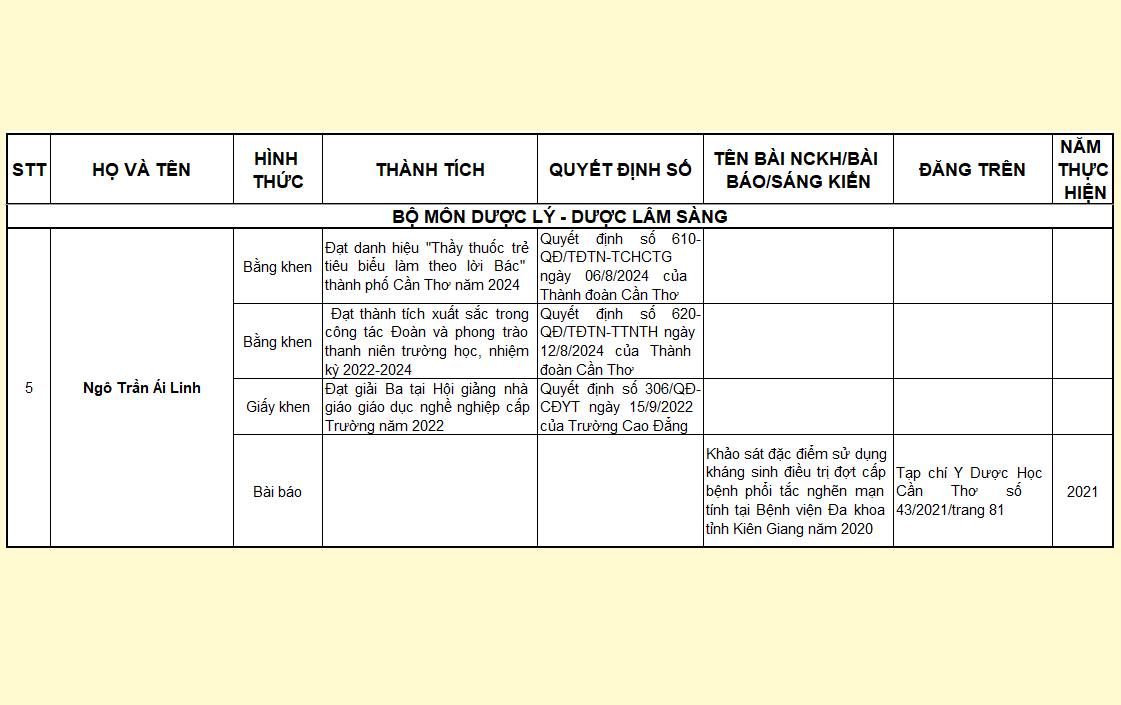 STT
HỌ VÀ TÊN
HÌNH
THỨC
THÀNH TÍCH
QUYẾT ĐỊNH SỐ
TÊN BÀI NCKH/BÀI
BÁO/SÁNG KIẾN
ĐĂNG TRÊN
NĂM
THỰC
HIỆN
BỘ MÔN DƯỢC LÝ - DƯỢC LÂM SÀNG
5
Ngô Trần Ái Linh
Bằng khen
Đạt danh hiệu "Thầy thuốc trẻ
tiêu biểu làm theo lời Bác"
thành phố Cần Thơ năm 2024
Quyết định số 610-
QĐ/TĐTN-TCHCTG
ngày 06/8/2024 của
Thành đoàn Cần Thơ
Bằng khen
Đạt thành tích xuất sắc trong
công tác Đoàn và phong trào
thanh niên trường học, nhiệm
kỳ 2022-2024
Quyết định số 620-
QĐ/TĐTN-TTNTH ngày
12/8/2024 của Thành
đoàn Cần Thơ
Giấy khen
Đạt giải Ba tại Hội giảng nhà
giáo giáo dục nghề nghiệp cấp
Trường năm 2022
Quyết định số 306/QĐ-
CĐYT ngày 15/9/2022
của Trường Cao Đẳng
Bài báo
Khảo sát đặc điểm sử dụng
kháng sinh điều trị đợt cấp
bệnh phổi tắc nghẽn mạn
tính tại Bệnh viện Đa khoa
tỉnh Kiên Giang năm 2020
Tạp chí Y Dược Học
Cần Thơ số
43/2021/trang 81
2021